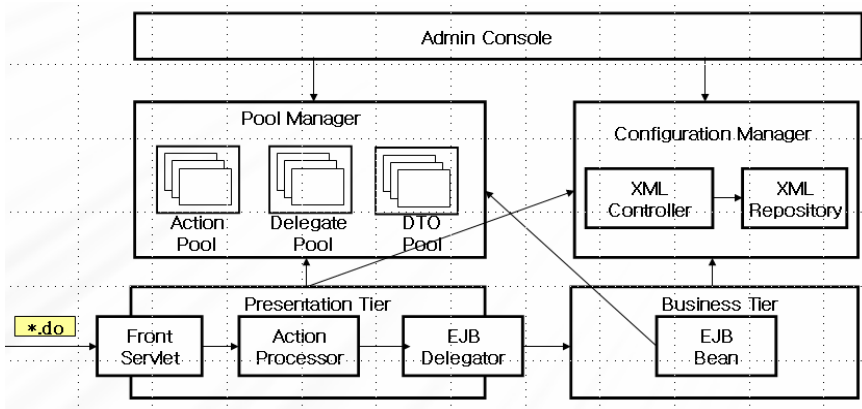 Admin Console
Pool Manager
Action
Pool
Delegate
Pool
DTO
Pool
Configuration Manager
XML
Controller
XML
Repository
Presentation Tier
*.do
Front
Servlet
Action
Processor
EJB
Delegator
Business Tier
EJB
Bean